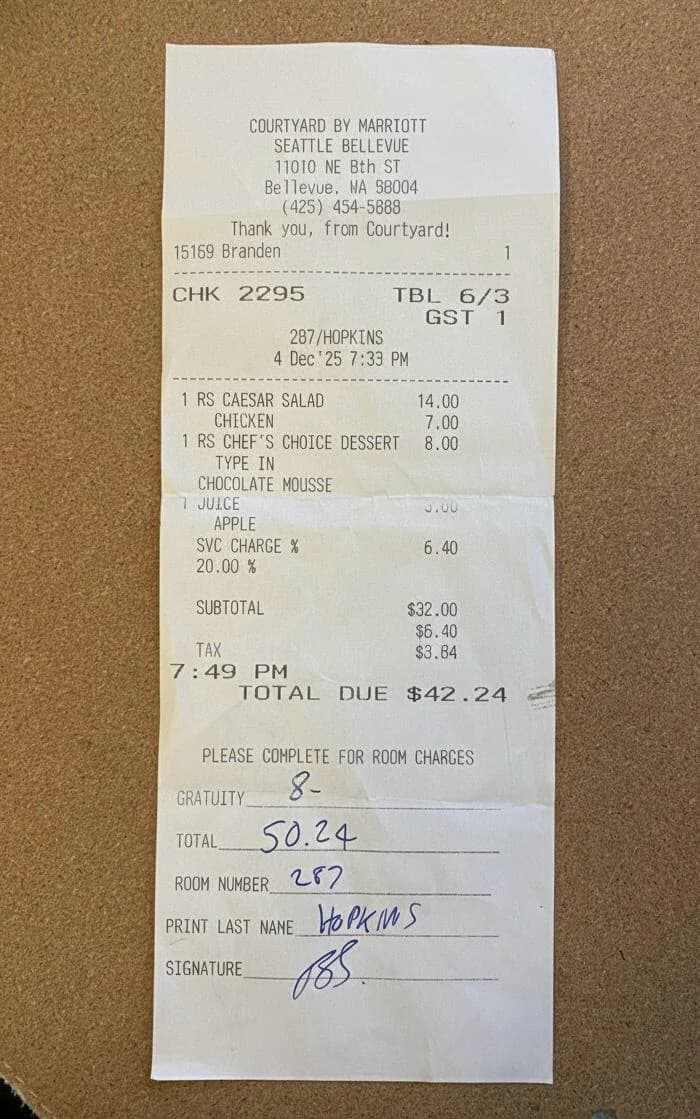 COURTYARD BY MARRIOTT
SEATTLE BELLEVUE
11010 NE 8th ST
Bellevue, WA 98004
(425) 454-5888
Thank you, from Courtyard!
15169 Branden 1
CHK 2295 TBL 6/3
GST 1
287/HOPKINS
4 Dec'25 7:33 PM
1 RS CAESAR SALAD 14.00
CHICKEN 7.00
1 RS CHEF'S CHOICE DESSERT 8.00
TYPE IN
CHOCOLATE MOUSSE
1 JUICE 3.00
APPLE
SVC CHARGE % 6.40
20.00 %
SUBTOTAL $32.00
$6.40
TAX $3.84
7:49 PM
TOTAL DUE $42.24
PLEASE COMPLETE FOR ROOM CHARGES
GRATUITY 8-
TOTAL 50.24
ROOM NUMBER 287
PRINT LAST NAME HOPKINS
SIGNATURE